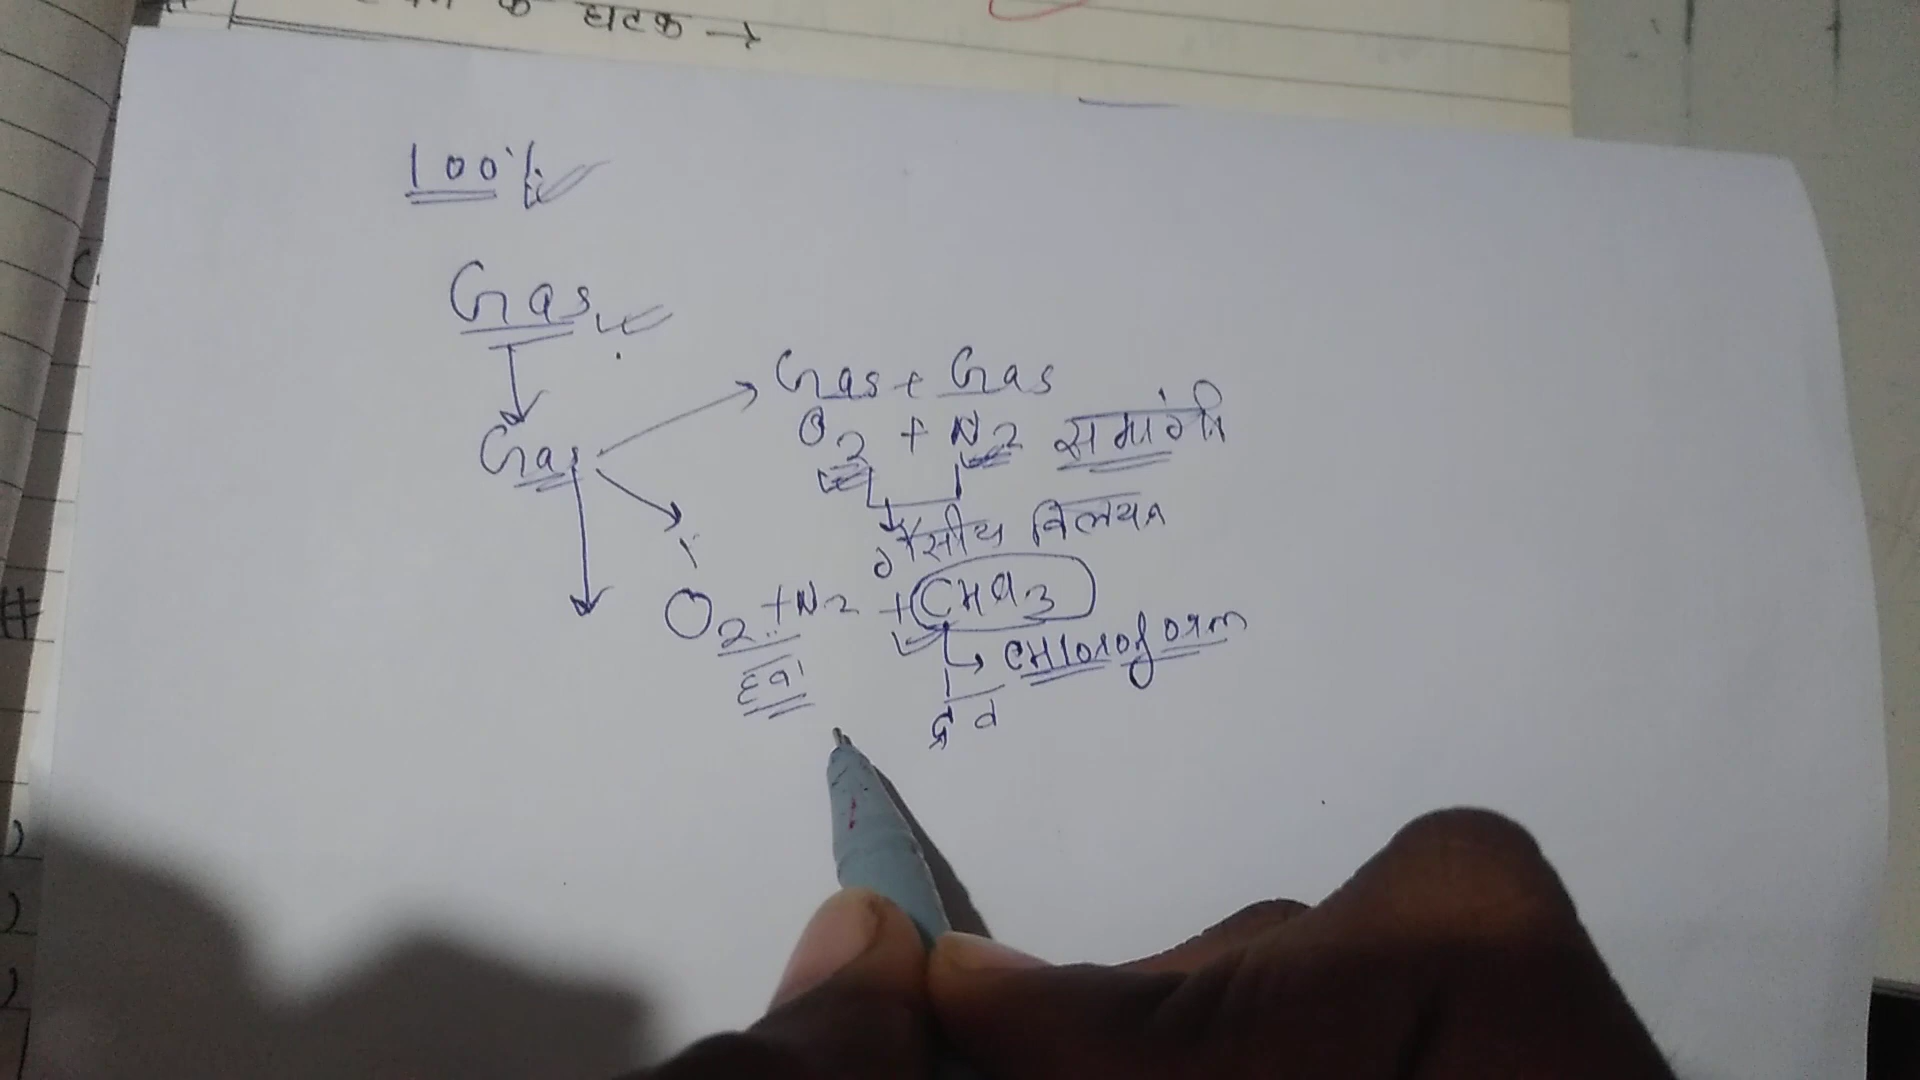 के घटक →
100%
Gas
Gas
Gas + Gas
O2 + N2 समांगी
गैसीय विलयन
O2 + N2 + CHCl3
CHloroform
हवा
द्रव